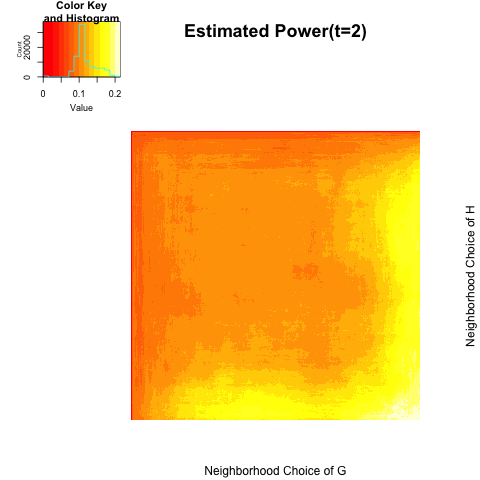 Color Key
and Histogram
Estimated Power(t=2)
Count
0 20000
0 0.1 0.2
Value
Neighborhood Choice of H
Neighborhood Choice of G